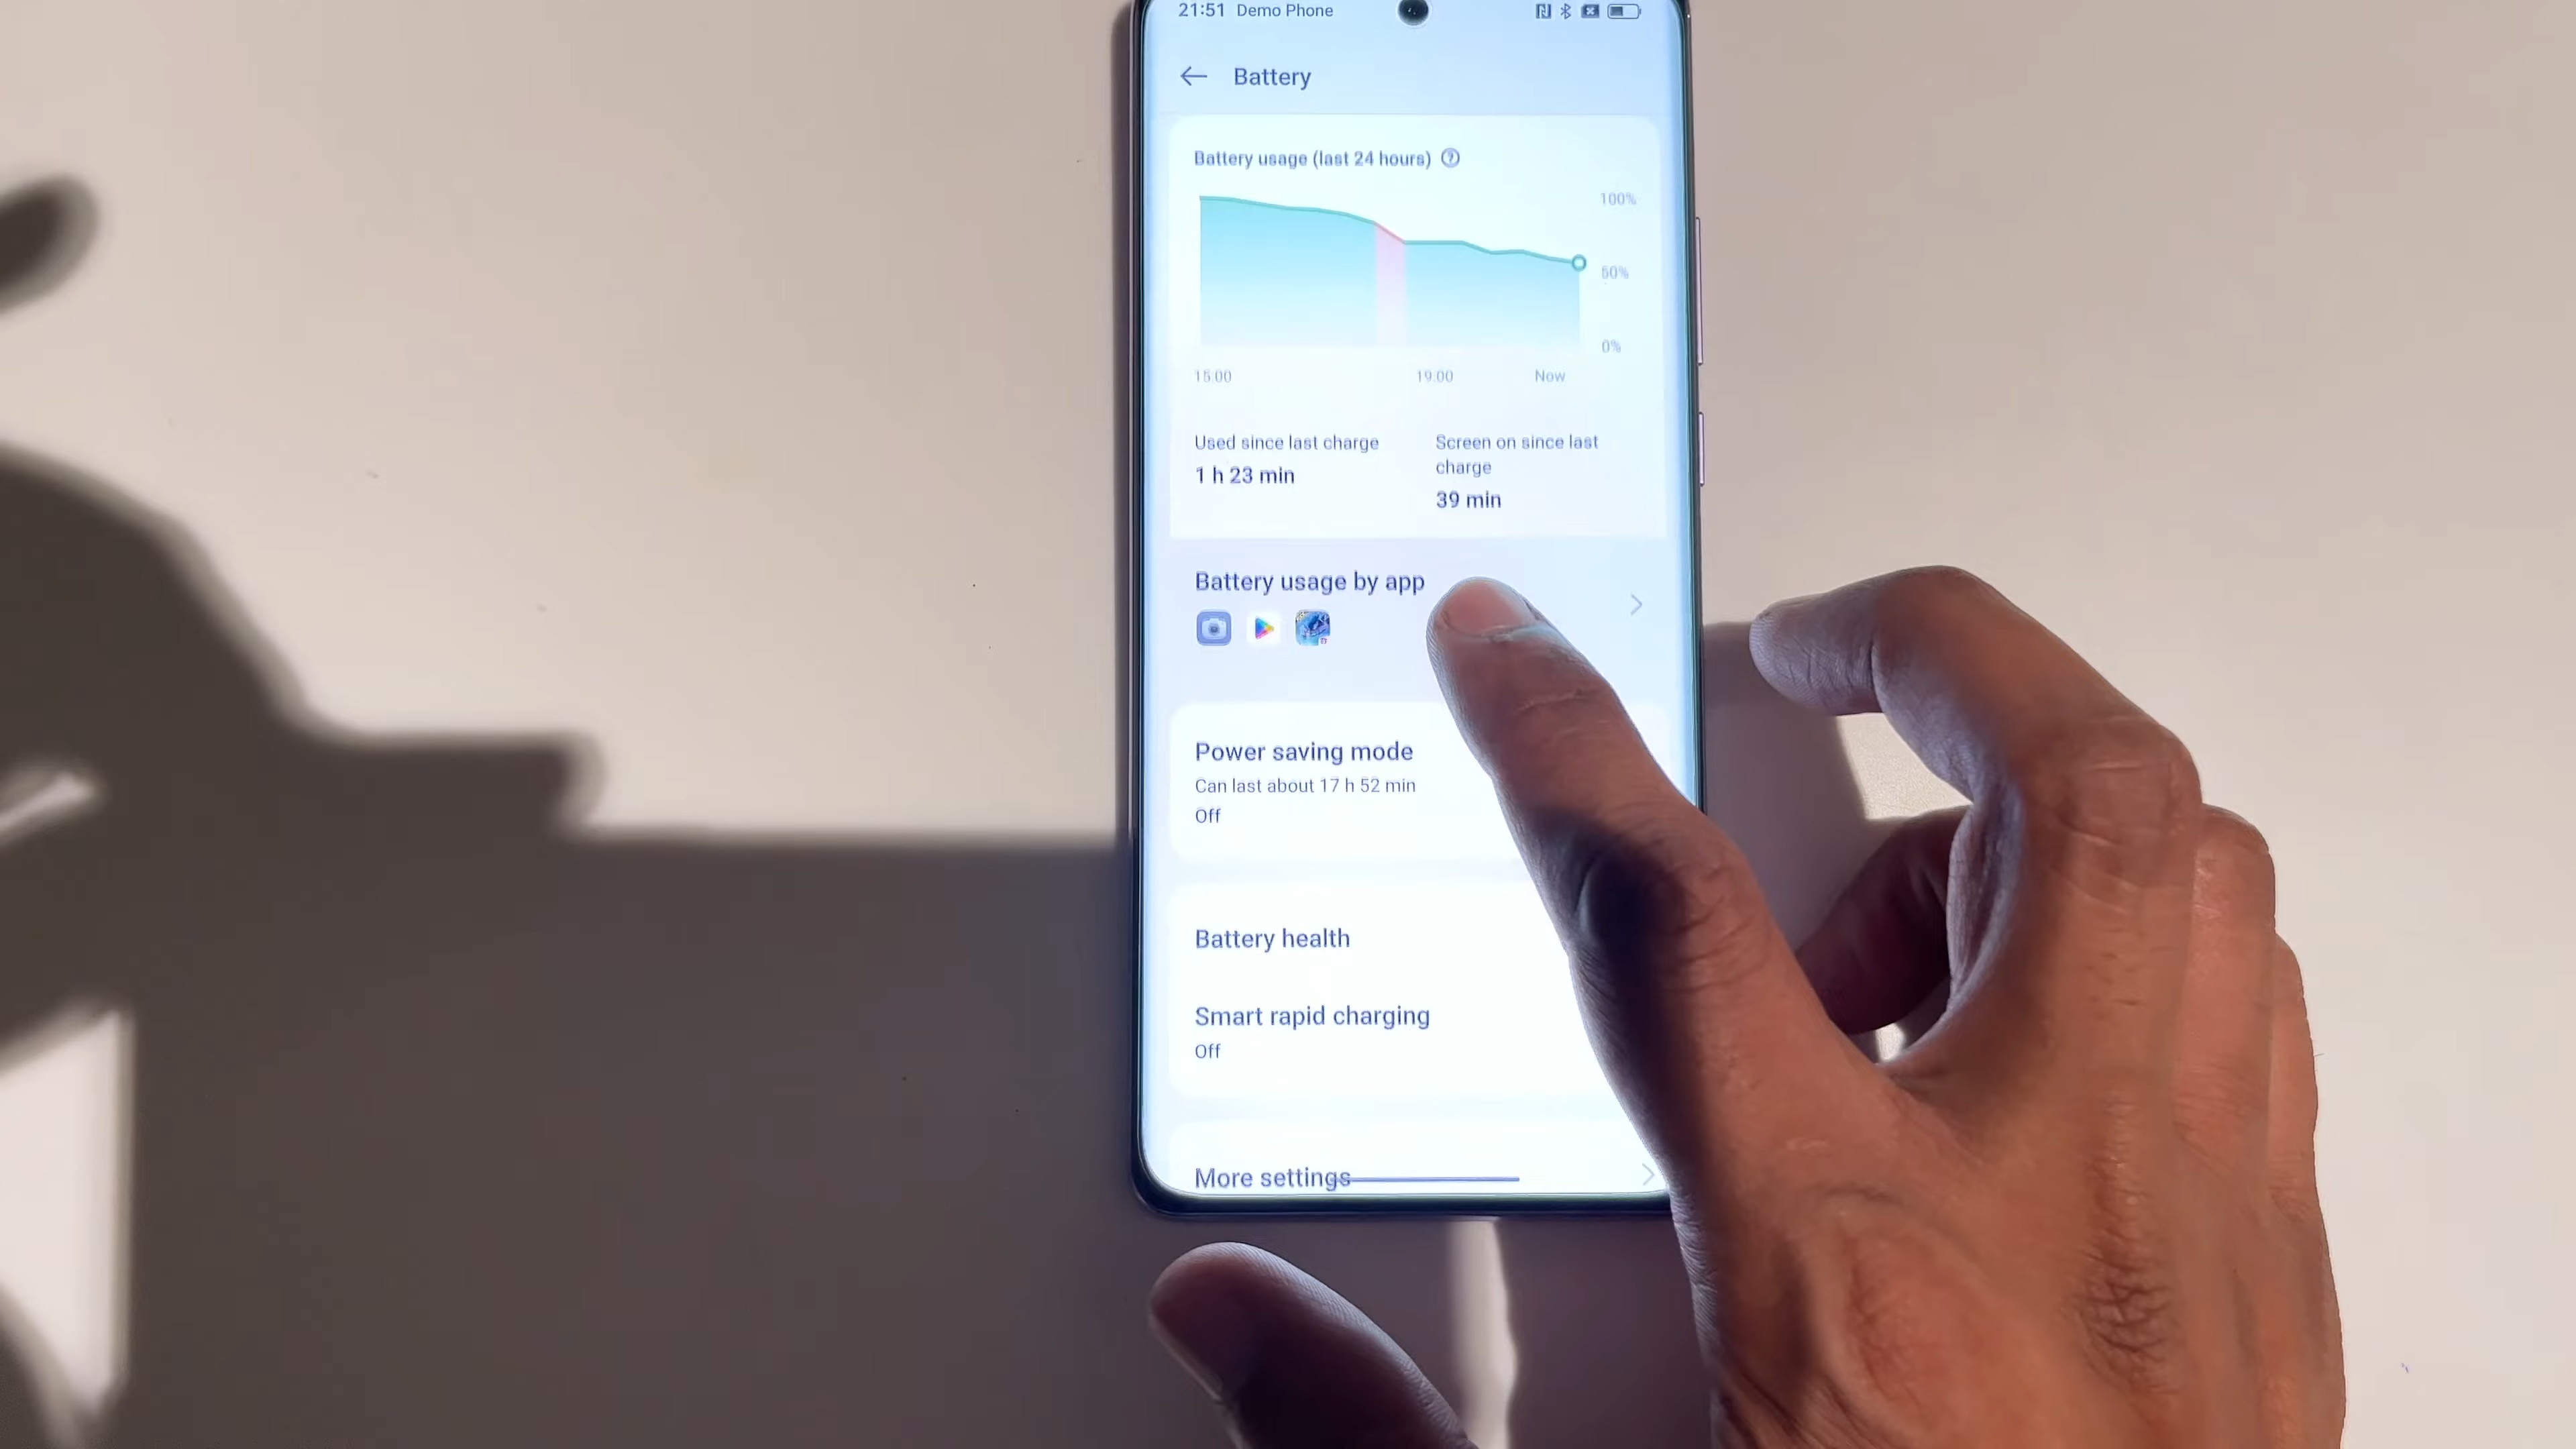 21:51 Demo Phone
Battery
Battery usage (last 24 hours)
100%
50%
0%
15:00 19:00 Now
Used since last charge
1 h 23 min
Screen on since last
charge
39 min
Battery usage by app
Power saving mode
Can last about 17 h 52 min
Off
Battery health
Smart rapid charging
Off
More settings